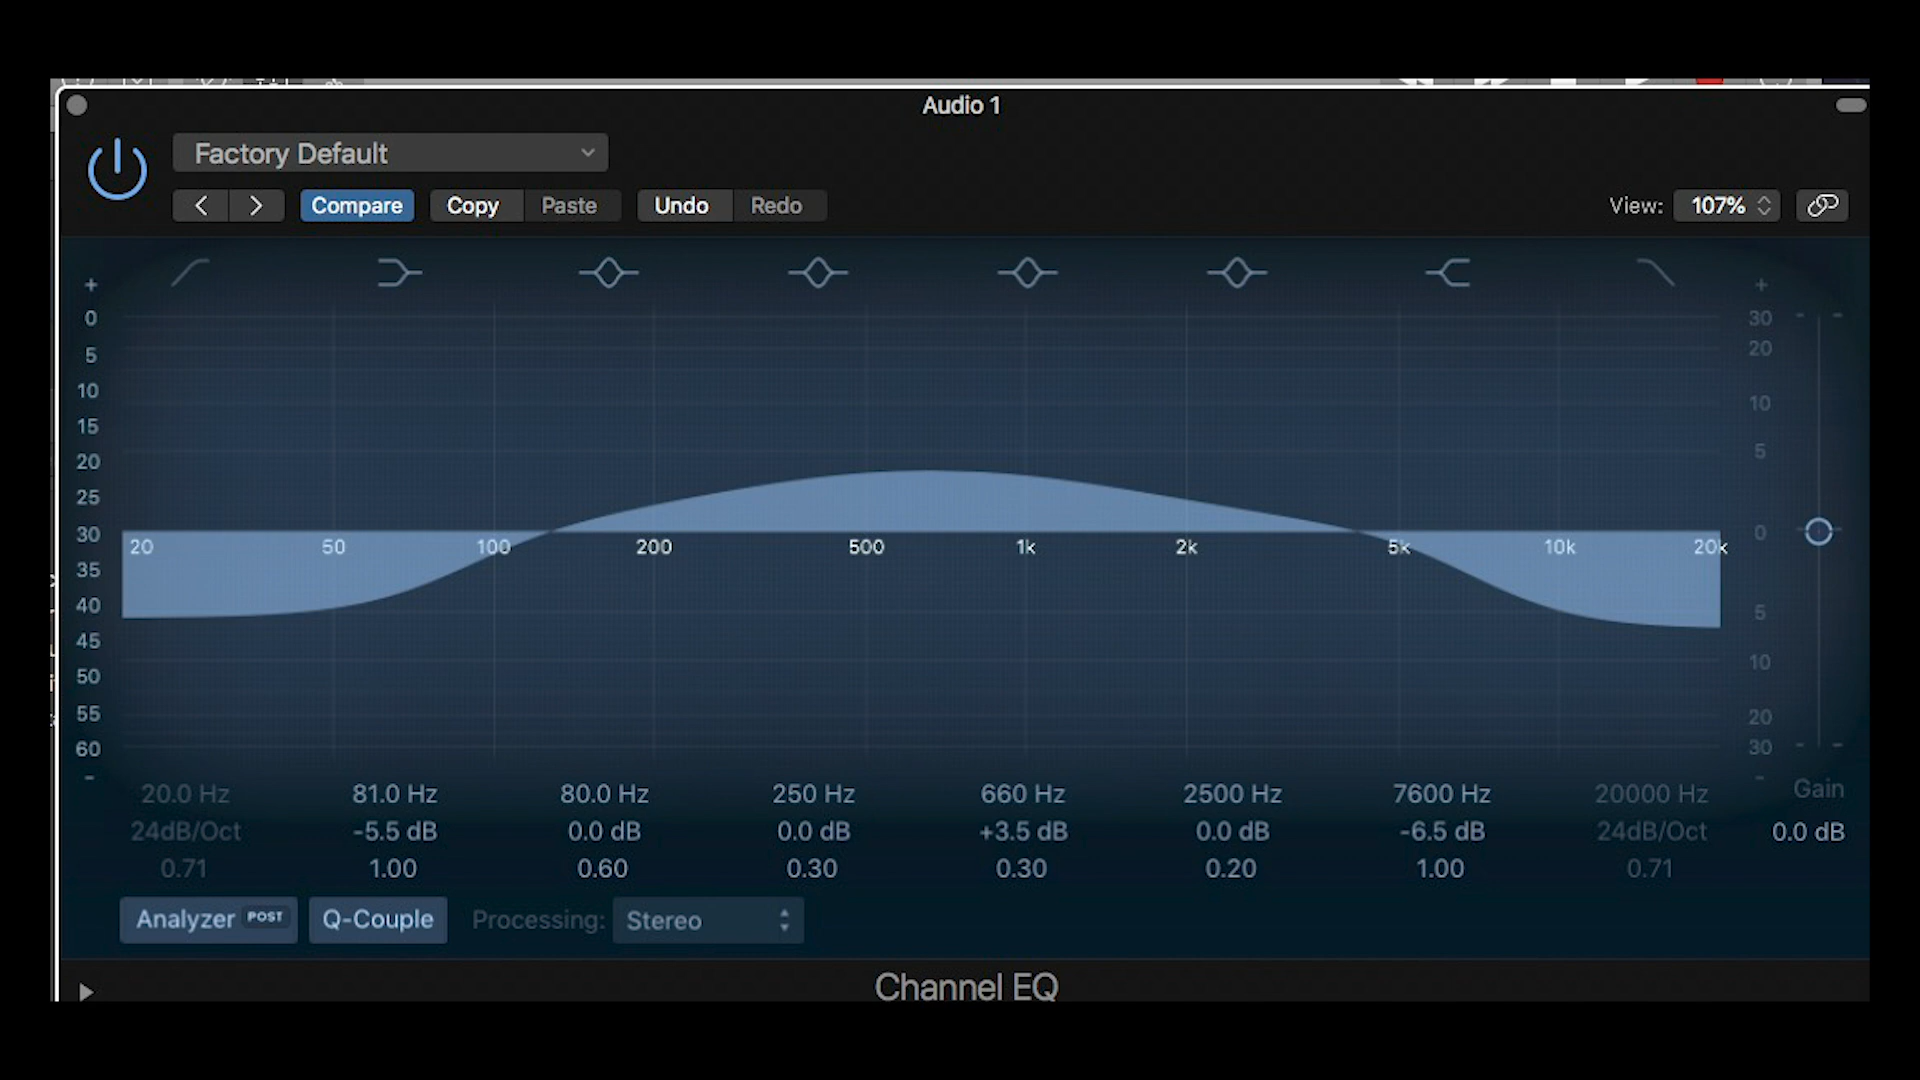 Audio 1
Factory Default
Compare Copy Paste Undo Redo View: 107%
+ +
0 30
5 20
10 10
15
20 5
25
30 0
20 50 100 200 500 1k 2k 5k 10k 20k
35
40 5
45
50 10
55 20
60 30
- -
20.0 Hz 81.0 Hz 80.0 Hz 250 Hz 660 Hz 2500 Hz 7600 Hz 20000 Hz Gain
24dB/Oct -5.5 dB 0.0 dB 0.0 dB +3.5 dB 0.0 dB -6.5 dB 24dB/Oct 0.0 dB
0.71 1.00 0.60 0.30 0.30 0.20 1.00 0.71
Analyzer POST Q-Couple Processing: Stereo
Channel EQ